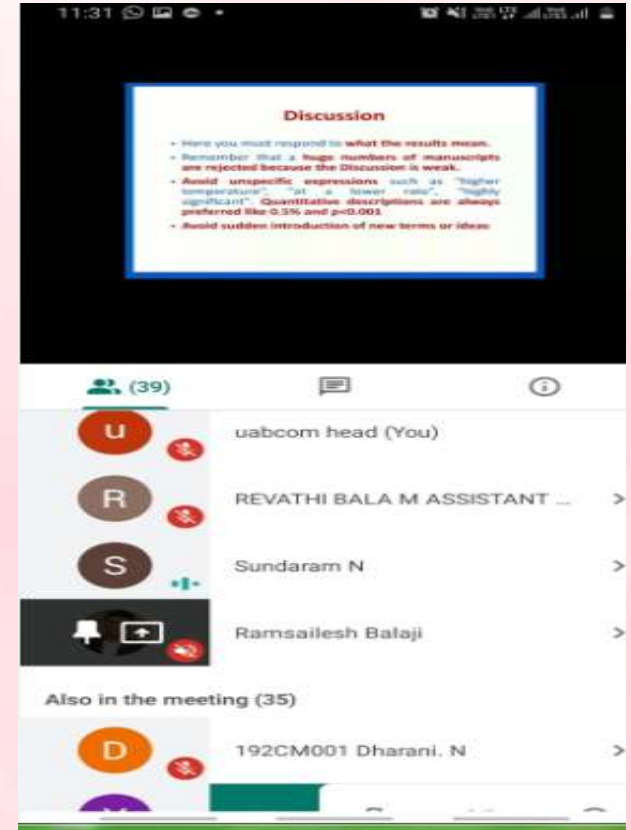 11:31
Discussion
• Here you must respond to what the results mean.
• Remember that a huge numbers of manuscripts
are rejected because the Discussion is weak.
• Avoid unspecific expressions such as "higher
temperature", "at a lower rate", "highly
significant". Quantitative descriptions are always
preferred like 0.5% and p<0.001
• Avoid sudden introduction of new terms or ideas
(39)
u uabcom head (You)
R REVATHI BALA M ASSISTANT ...
S Sundaram N
Ramsailesh Balaji
Also in the meeting (35)
D 192CM001 Dharani. N